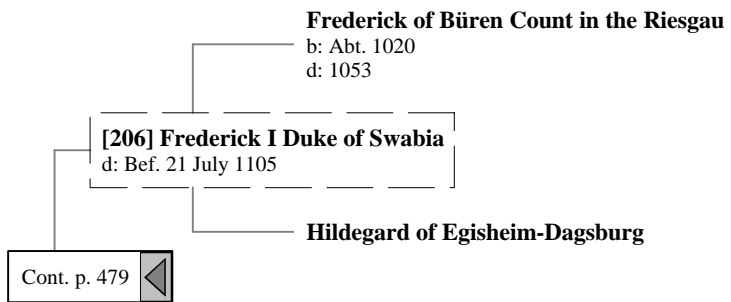 Frederick of Büren Count in the Riesgau
b: Abt. 1020
d: 1053
[206] Frederick I Duke of Swabia
d: Bef. 21 July 1105
Hildegard of Egisheim-Dagsburg
Cont. p. 479